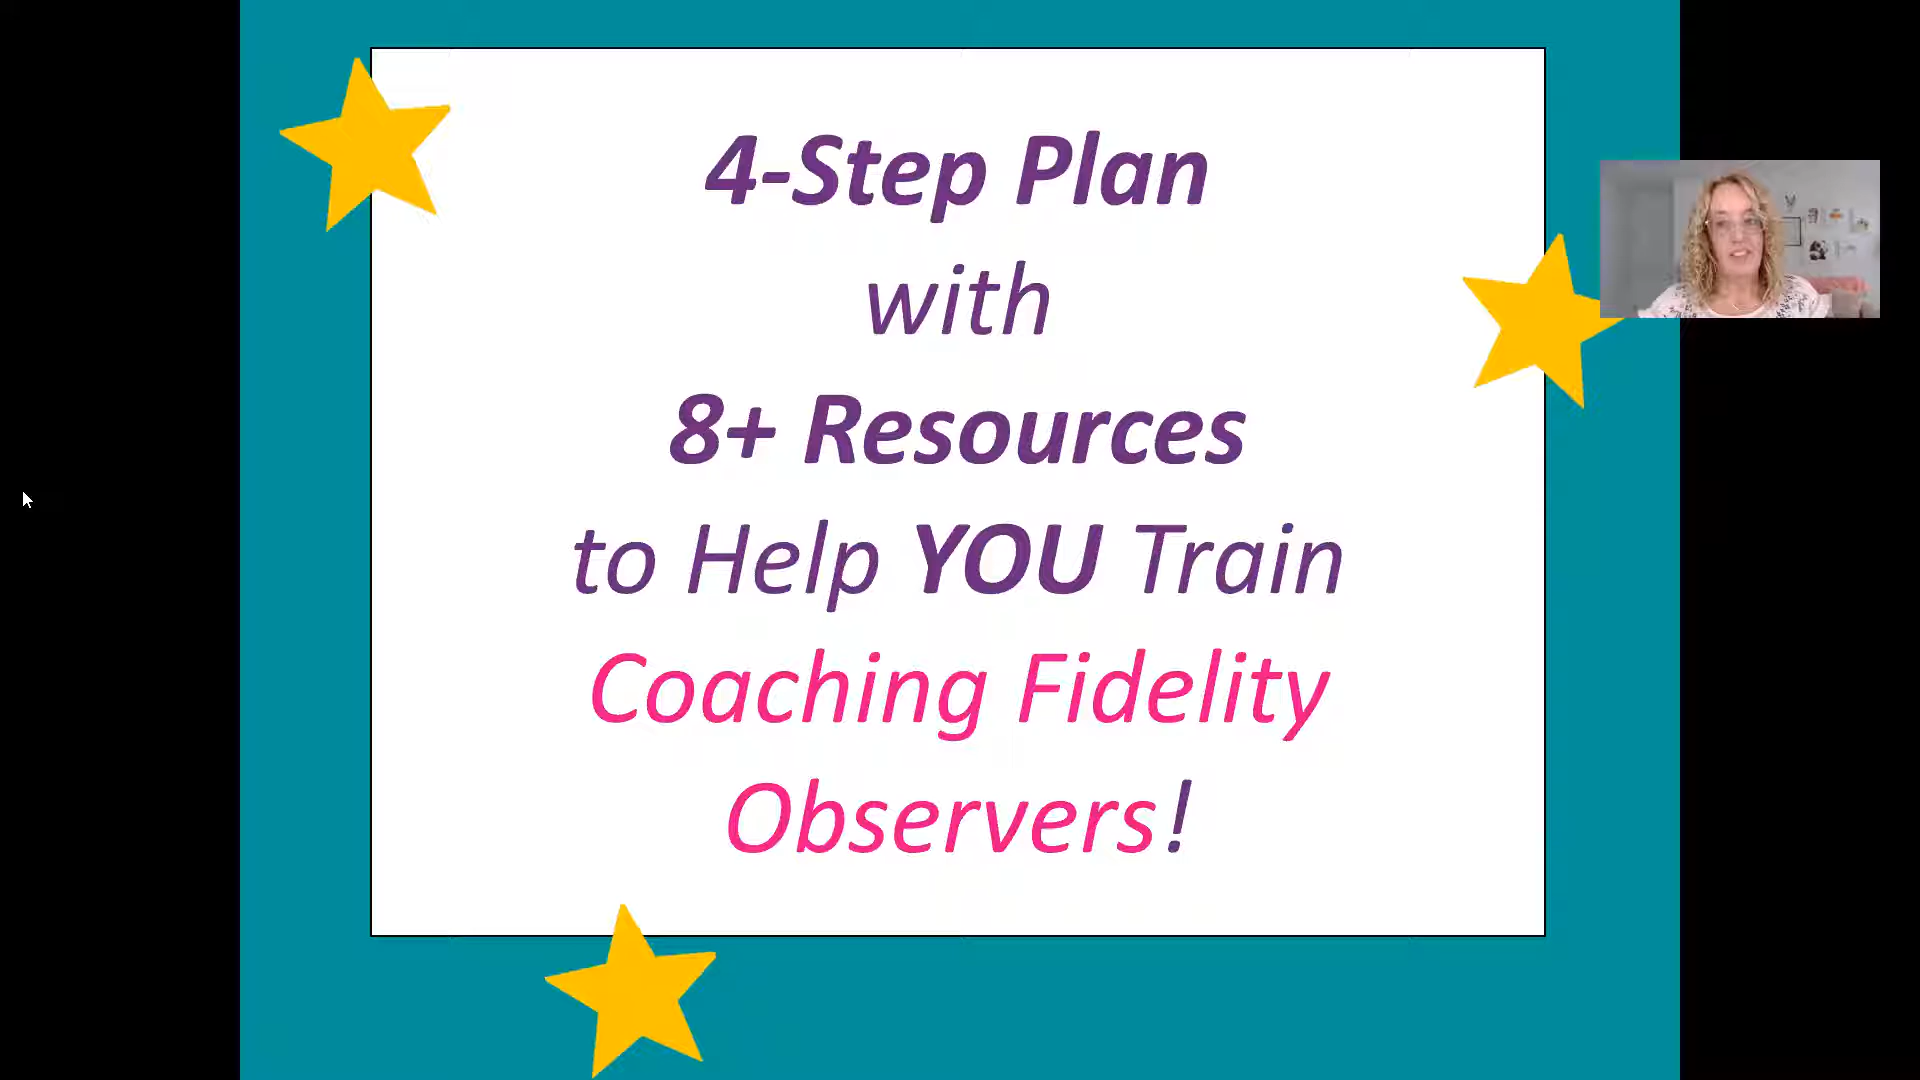 4-Step Plan
with
8+ Resources
to Help YOU Train
Coaching Fidelity
Observers!